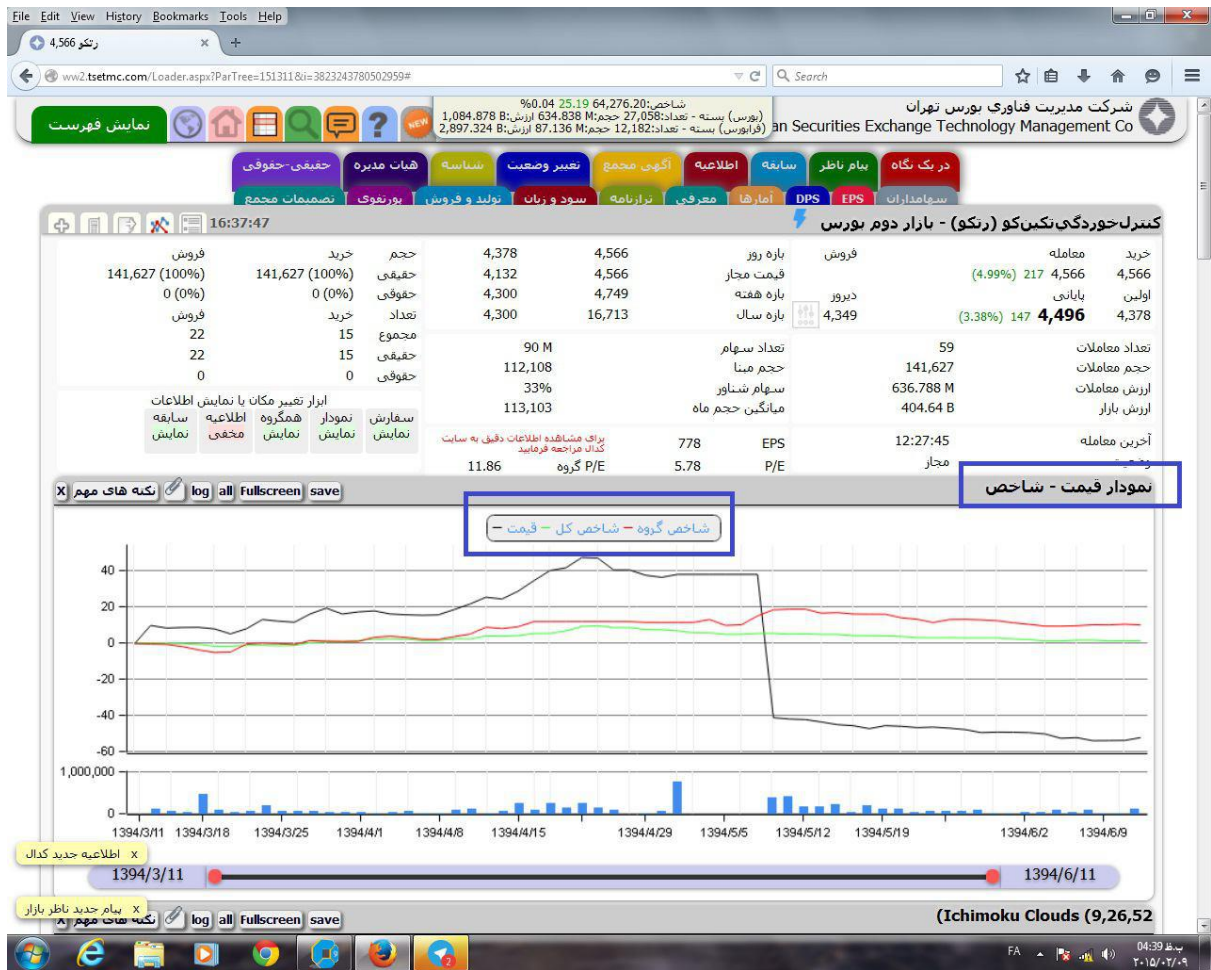 File Edit View History Bookmarks Tools Help
رتكو 4,566
ww2.tsetmc.com/Loader.aspx?ParTree=151311&i=3823243780502959#
Search
شرکت مدیریت فناوری بورس تهران
an Securities Exchange Technology Management Co
شاخص:64,276.20 25.19 0.04%
(بورس) بسته - تعداد:27,058 حجم:634.838 M ارزش:1,084.878 B
(فرابورس) بسته - تعداد:12,182 حجم:87.136 M ارزش:2,897.324 B
NEW
نمایش فهرست
در یک نگاه پیام ناظر سابقه اطلاعیه آگهی مجمع تغییر وضعیت شناسه هیات مدیره حقیقی-حقوقی
سهامداران EPS DPS آمارها معرفی ترازنامه سود و زیان تولید و فروش پورتفوی تصمیمات مجمع
کنترل‌خوردگي‌تکين‌کو (رتكو) - بازار دوم بورس
16:37:47
خرید معامله فروش
4,566 4,566 217 (4.99%)
اولین پایانی دیروز
4,378 4,496 147 (3.38%) 4,349
تعداد معاملات 59
حجم معاملات 141,627
ارزش معاملات 636.788 M
ارزش بازار 404.64 B
آخرین معامله 12:27:45
وضعیت مجاز
بازه روز 4,566 4,378
قیمت مجاز 4,566 4,132
بازه هفته 4,749 4,300
بازه سال 16,713 4,300
تعداد سهام 90 M
حجم مبنا 112,108
سهام شناور 33%
میانگین حجم ماه 113,103
EPS 778
برای مشاهده اطلاعات دقیق به سایت
کدال مراجعه فرمایید
P/E 5.78 P/E گروه 11.86
حجم خرید فروش
حقیقی 141,627 (100%) 141,627 (100%)
حقوقی 0 (0%) 0 (0%)
تعداد خرید فروش
مجموع 15 22
حقیقی 15 22
حقوقی 0 0
ابزار تغییر مکان یا نمایش اطلاعات
سفارش نمودار همگروه اطلاعیه سابقه
نمایش نمایش نمایش مخفی نمایش
نمودار قیمت - شاخص
save Fullscreen all log نکته های مهم X
شاخص گروه شاخص کل قیمت
40
20
0
-20
-40
-60
1,000,000
0
1394/3/11 1394/3/18 1394/3/25 1394/4/1 1394/4/8 1394/4/15 1394/4/29 1394/5/5 1394/5/12 1394/5/19 1394/6/2 1394/6/9
x اطلاعیه جدید کدال
1394/3/11 1394/6/11
x پیام جدید ناظر بازار
(Ichimoku Clouds (9,26,52
save Fullscreen all log نکته های مهم X
2
FA
04:39 ب.ظ
۲۰۱۵/۰۲/۰۹